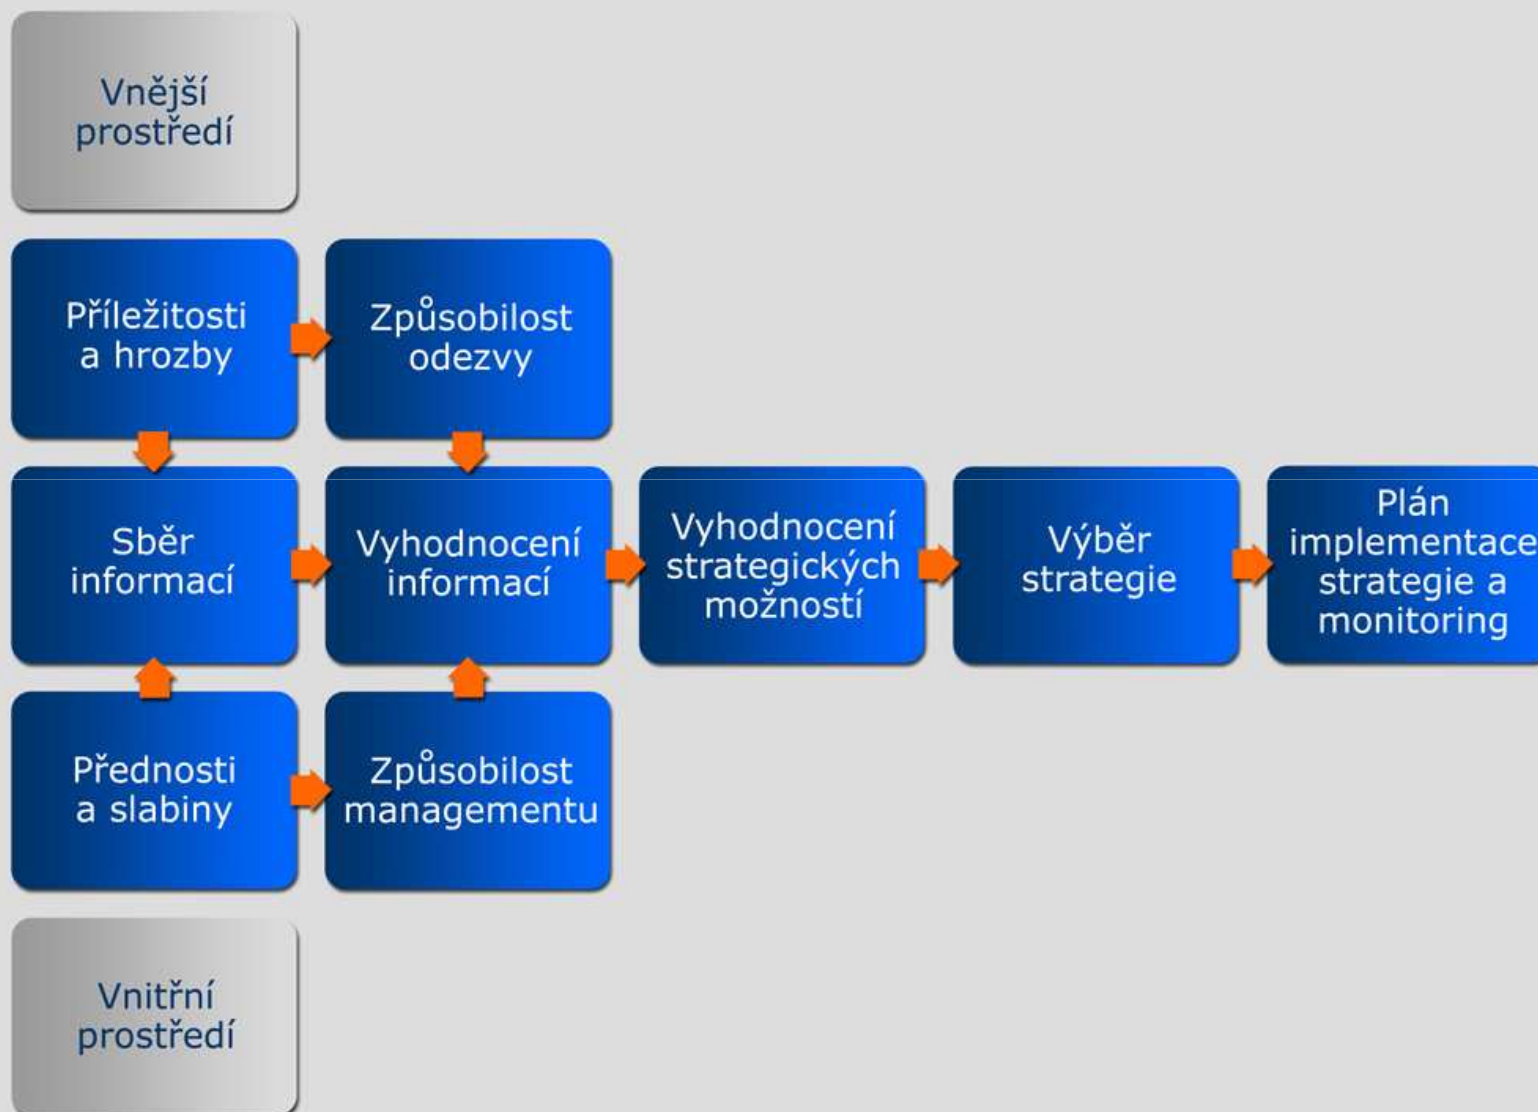 Vnější
prostředí
Příležitosti
a hrozby
Způsobilost
odezvy
Sběr
informací
Vyhodnocení
informací
Vyhodnocení
strategických
možností
Výběr
strategie
Plán
implementace
strategie a
monitoring
Přednosti
a slabiny
Způsobilost
managementu
Vnitřní
prostředí